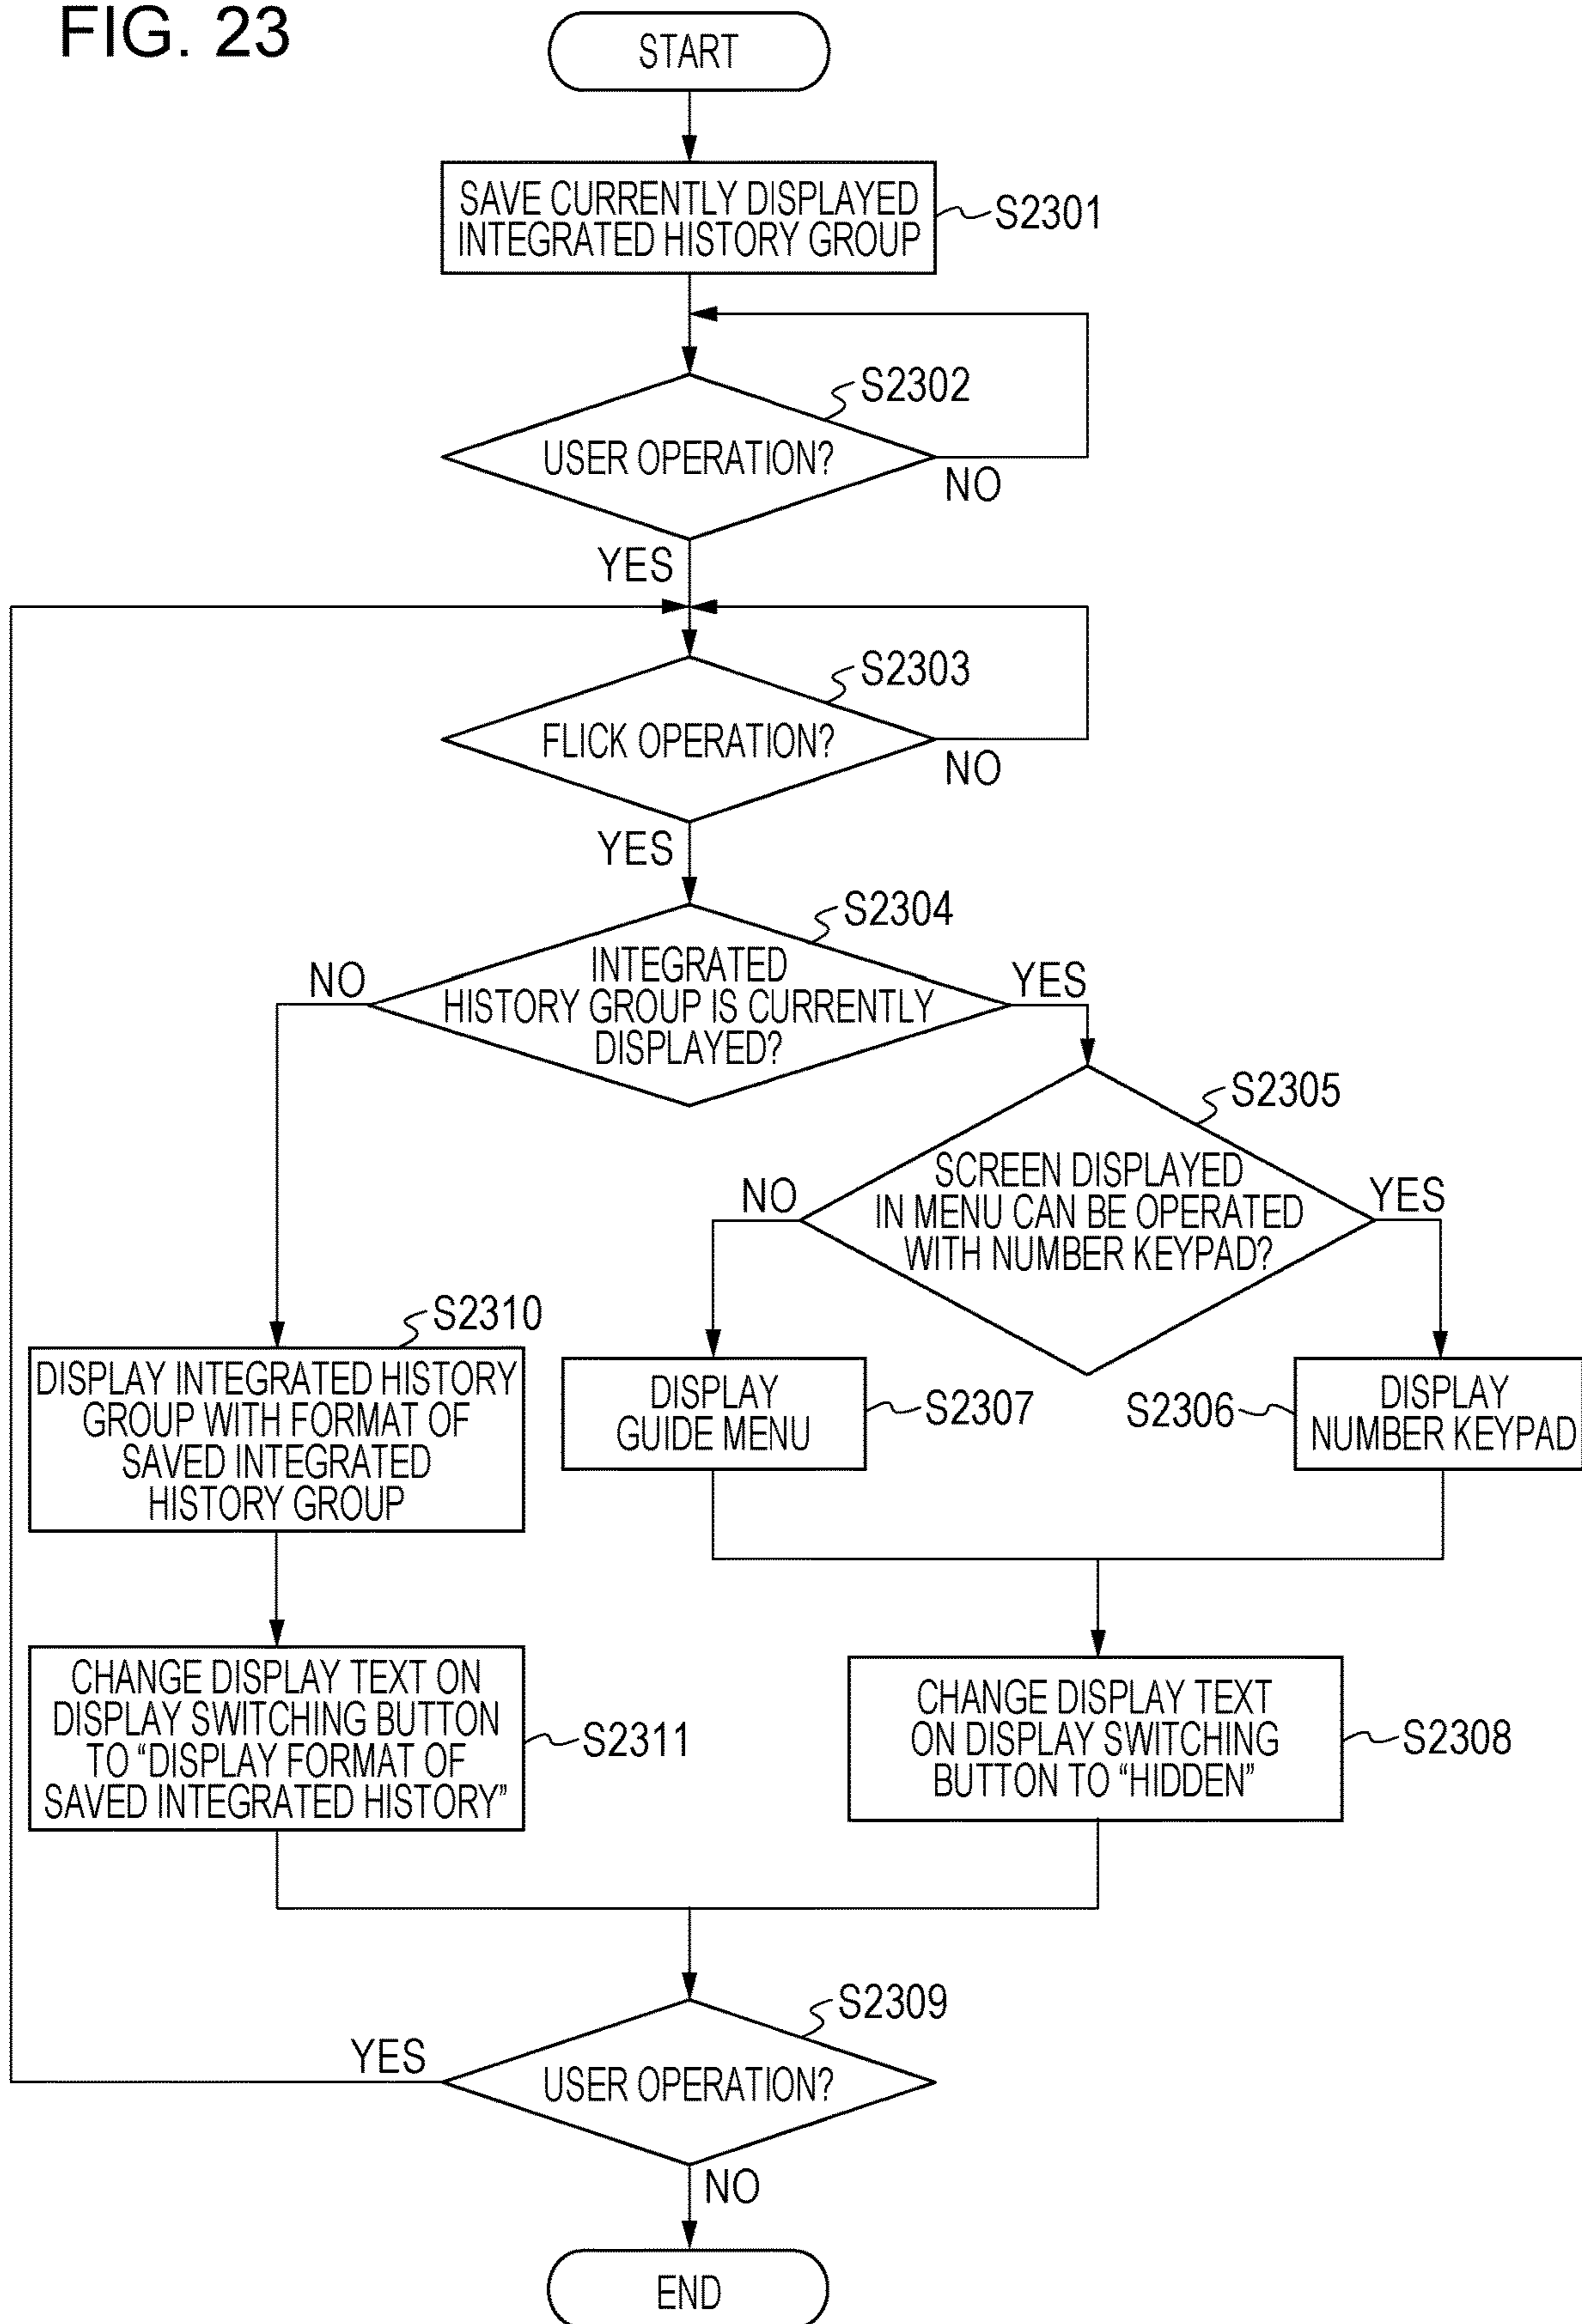 FIG. 23
START
SAVE CURRENTLY DISPLAYED
INTEGRATED HISTORY GROUP
S2301
S2302
USER OPERATION?
NO
YES
S2303
FLICK OPERATION?
NO
YES
S2304
INTEGRATED
HISTORY GROUP IS CURRENTLY
DISPLAYED?
NO
YES
S2305
SCREEN DISPLAYED
IN MENU CAN BE OPERATED
WITH NUMBER KEYPAD?
NO
YES
S2310
DISPLAY INTEGRATED HISTORY
GROUP WITH FORMAT OF
SAVED INTEGRATED
HISTORY GROUP
DISPLAY
GUIDE MENU
S2307
S2306
DISPLAY
NUMBER KEYPAD
CHANGE DISPLAY TEXT ON
DISPLAY SWITCHING BUTTON
TO “DISPLAY FORMAT OF
SAVED INTEGRATED HISTORY”
S2311
CHANGE DISPLAY TEXT
ON DISPLAY SWITCHING
BUTTON TO “HIDDEN”
S2308
S2309
USER OPERATION?
YES
NO
END